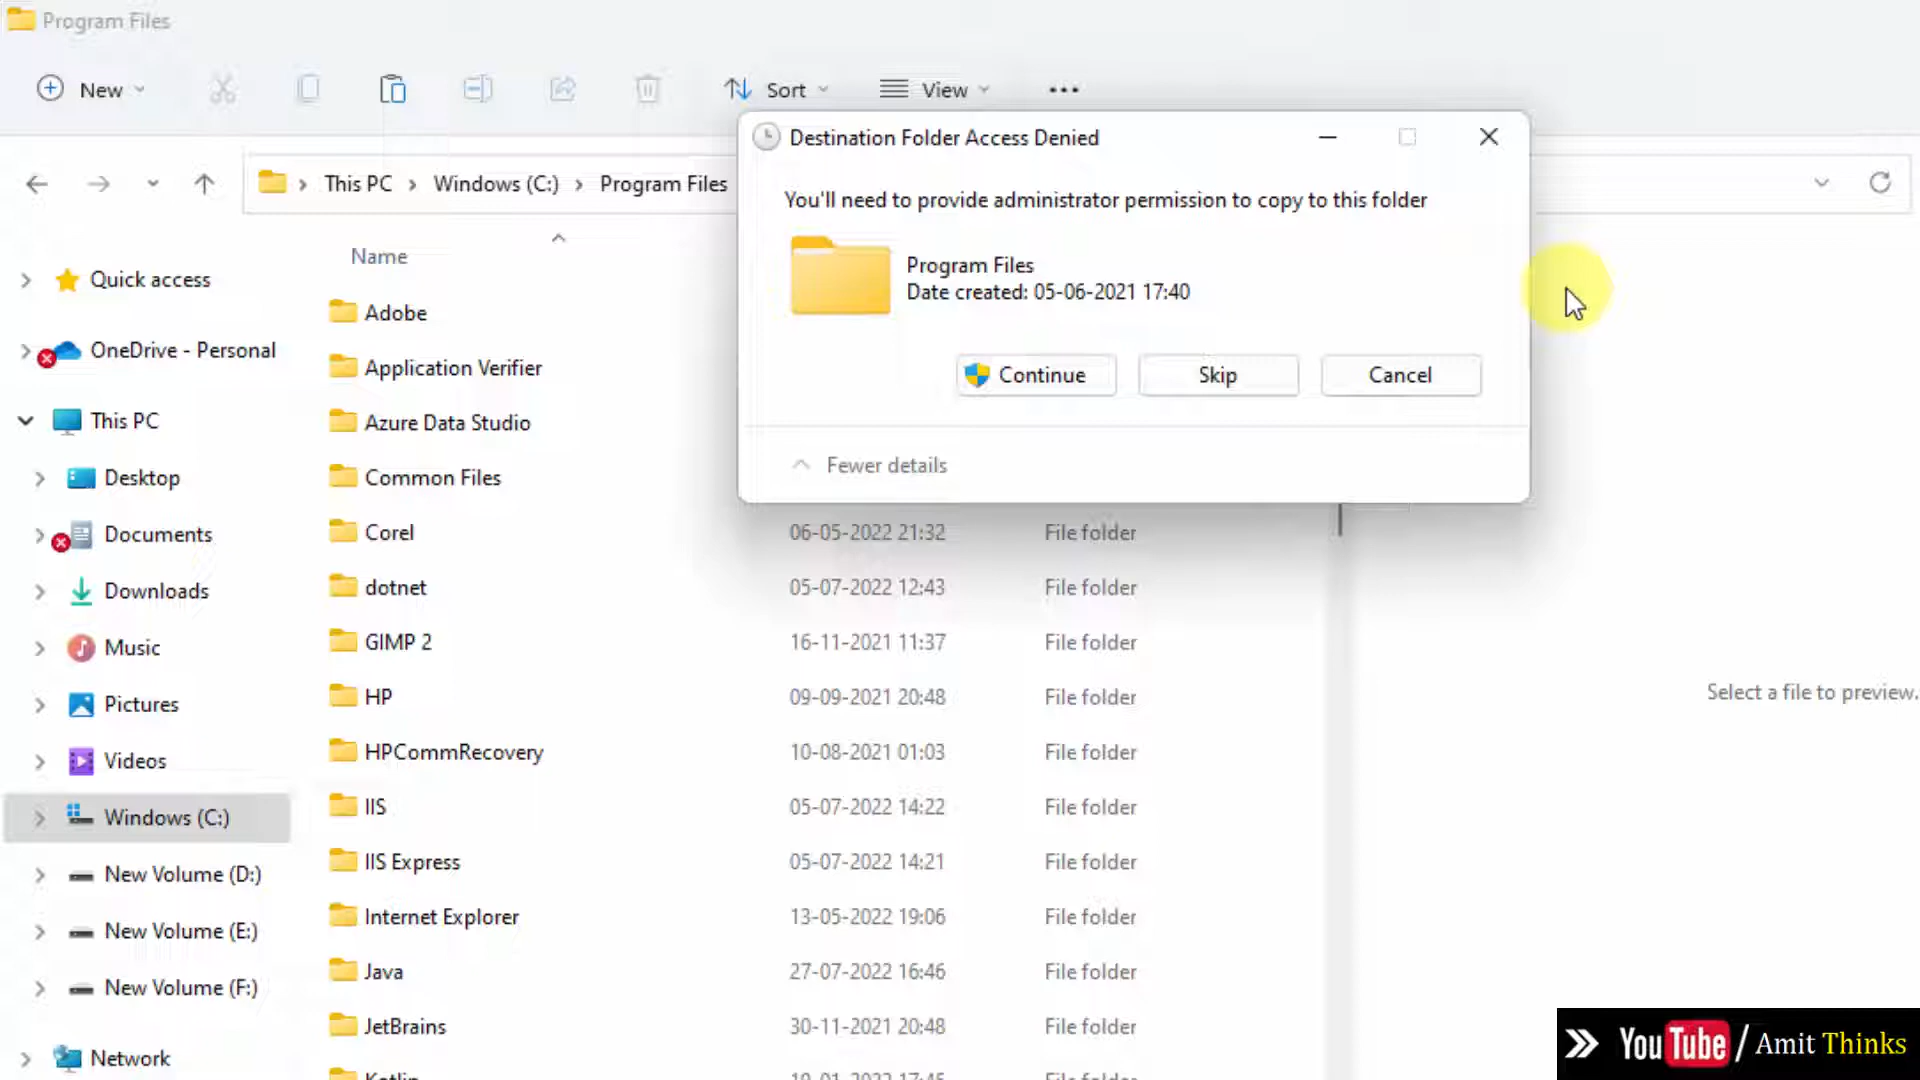 Program Files
New
Sort
View
Destination Folder Access Denied
This PC
Windows (C:)
Program Files
You'll need to provide administrator permission to copy to this folder
Program Files
Date created: 05-06-2021 17:40
Continue
Skip
Cancel
Fewer details
Quick access
OneDrive - Personal
This PC
Desktop
Documents
Downloads
Music
Pictures
Videos
Windows (C:)
New Volume (D:)
New Volume (E:)
New Volume (F:)
Network
Name
Adobe
Application Verifier
Azure Data Studio
Common Files
Corel 06-05-2022 21:32 File folder
dotnet 05-07-2022 12:43 File folder
GIMP 2 16-11-2021 11:37 File folder
HP 09-09-2021 20:48 File folder
HPCommRecovery 10-08-2021 01:03 File folder
IIS 05-07-2022 14:22 File folder
IIS Express 05-07-2022 14:21 File folder
Internet Explorer 13-05-2022 19:06 File folder
Java 27-07-2022 16:46 File folder
JetBrains 30-11-2021 20:48 File folder
Select a file to preview.
YouTube / Amit Thinks